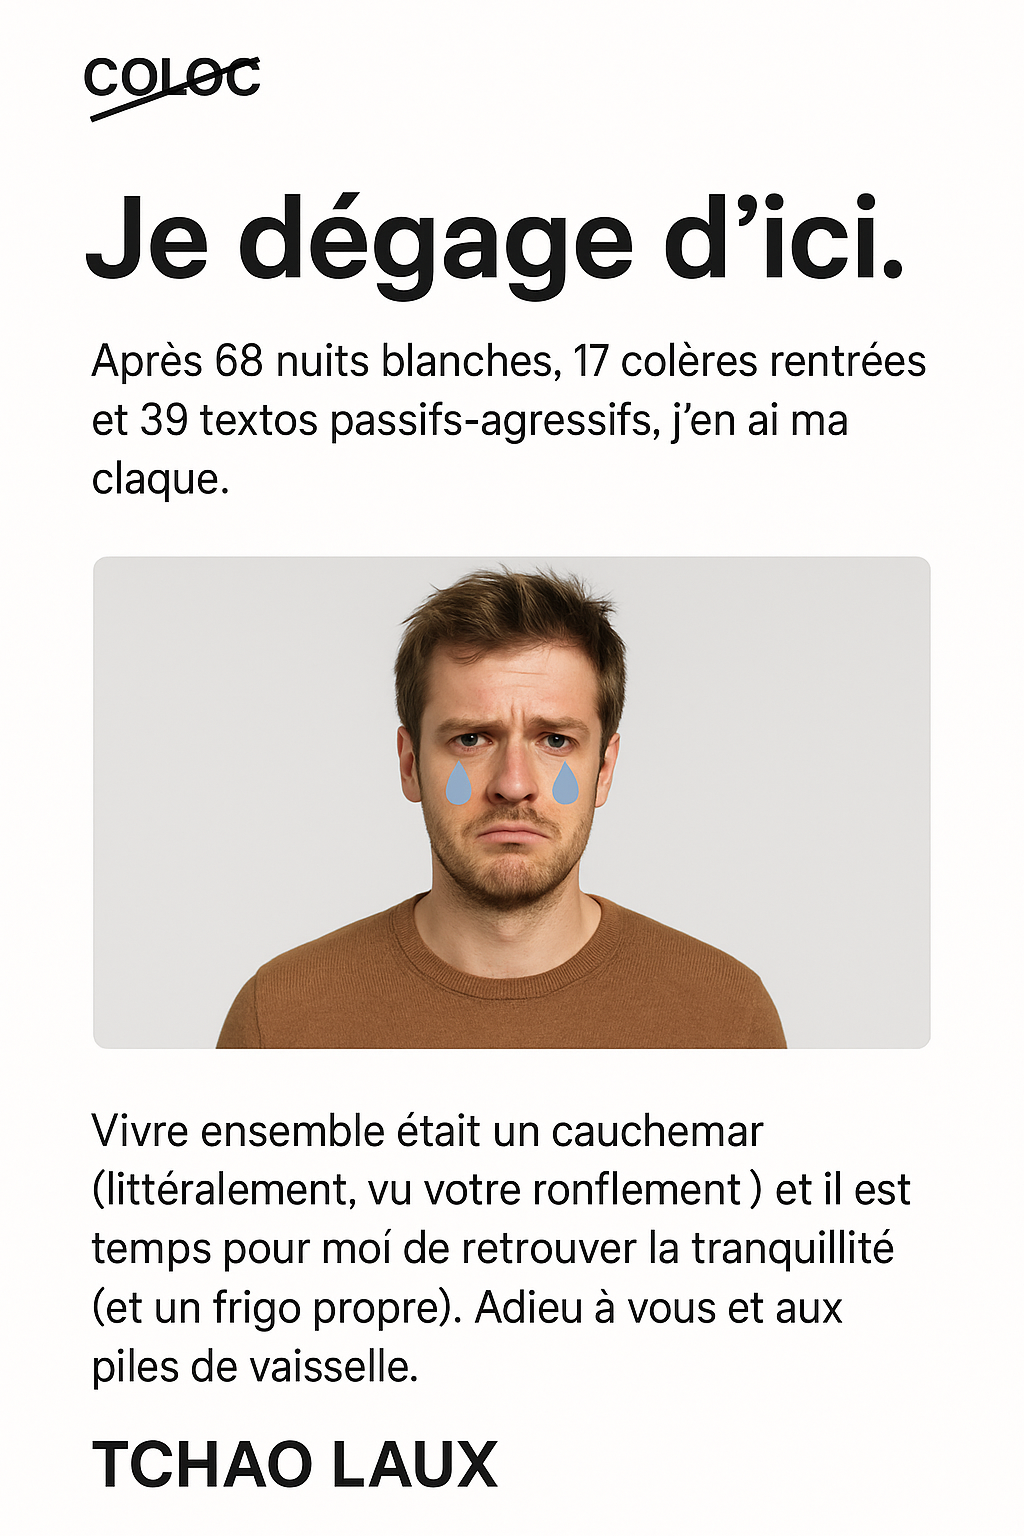 COLOC
Je dégage d’ici.
Après 68 nuits blanches, 17 colères rentrées
et 39 textos passifs-agressifs, j’en ai ma
claque.
Vivre ensemble était un cauchemar
(littéralement, vu votre ronflement ) et il est
temps pour moí de retrouver la tranquillité
(et un frigo propre). Adieu à vous et aux
piles de vaisselle.
TCHAO LAUX